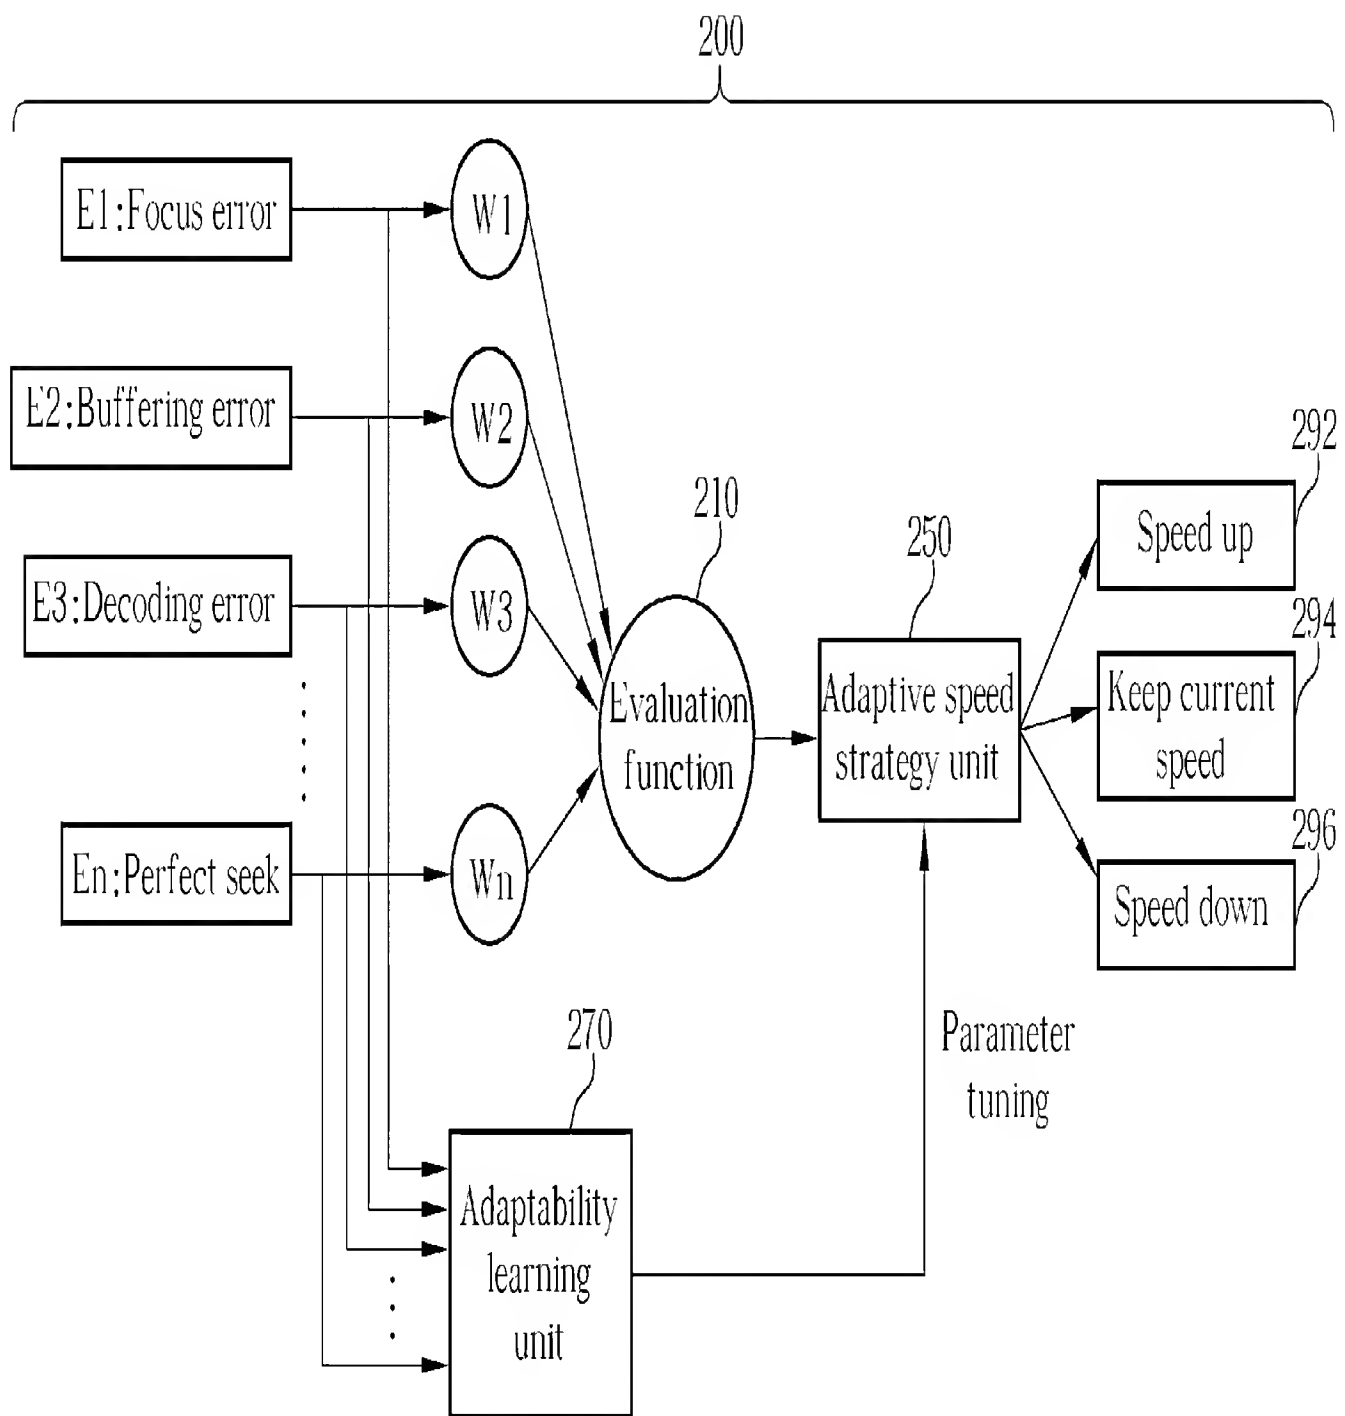 200
E1:Focus error
W1
E2:Buffering error
W2
292
Speed up
210
250
E3:Decoding error
W3
294
Evaluation
function
Adaptive speed
strategy unit
Keep current
speed
296
En:Perfect seek
Wn
Speed down
270
Parameter
tuning
Adaptability
learning
unit